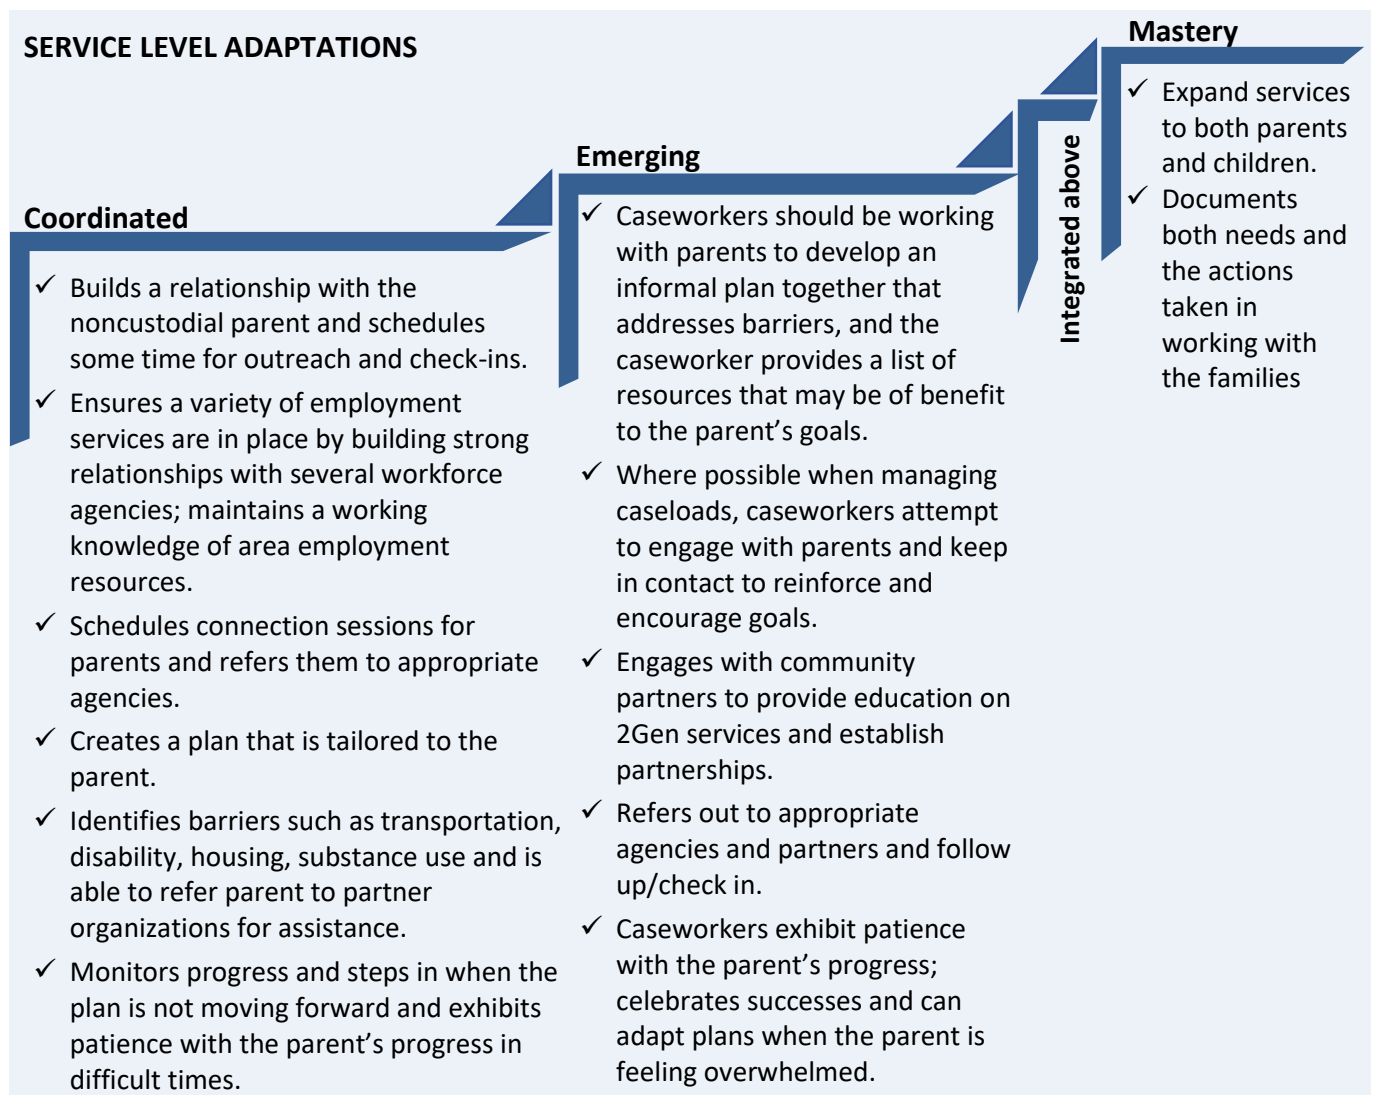 SERVICE LEVEL ADAPTATIONS
Coordinated
✓ Builds a relationship with the
noncustodial parent and schedules
some time for outreach and check-ins.
✓ Ensures a variety of employment
services are in place by building strong
relationships with several workforce
agencies; maintains a working
knowledge of area employment
resources.
✓ Schedules connection sessions for
parents and refers them to appropriate
agencies.
✓ Creates a plan that is tailored to the
parent.
✓ Identifies barriers such as transportation,
disability, housing, substance use and is
able to refer parent to partner
organizations for assistance.
✓ Monitors progress and steps in when the
plan is not moving forward and exhibits
patience with the parent’s progress in
difficult times.
Emerging
✓ Caseworkers should be working
with parents to develop an
informal plan together that
addresses barriers, and the
caseworker provides a list of
resources that may be of benefit
to the parent’s goals.
✓ Where possible when managing
caseloads, caseworkers attempt
to engage with parents and keep
in contact to reinforce and
encourage goals.
✓ Engages with community
partners to provide education on
2Gen services and establish
partnerships.
✓ Refers out to appropriate
agencies and partners and follow
up/check in.
✓ Caseworkers exhibit patience
with the parent’s progress;
celebrates successes and can
adapt plans when the parent is
feeling overwhelmed.
Integrated above
Mastery
✓ Expand services
to both parents
and children.
✓ Documents
both needs and
the actions
taken in
working with
the families